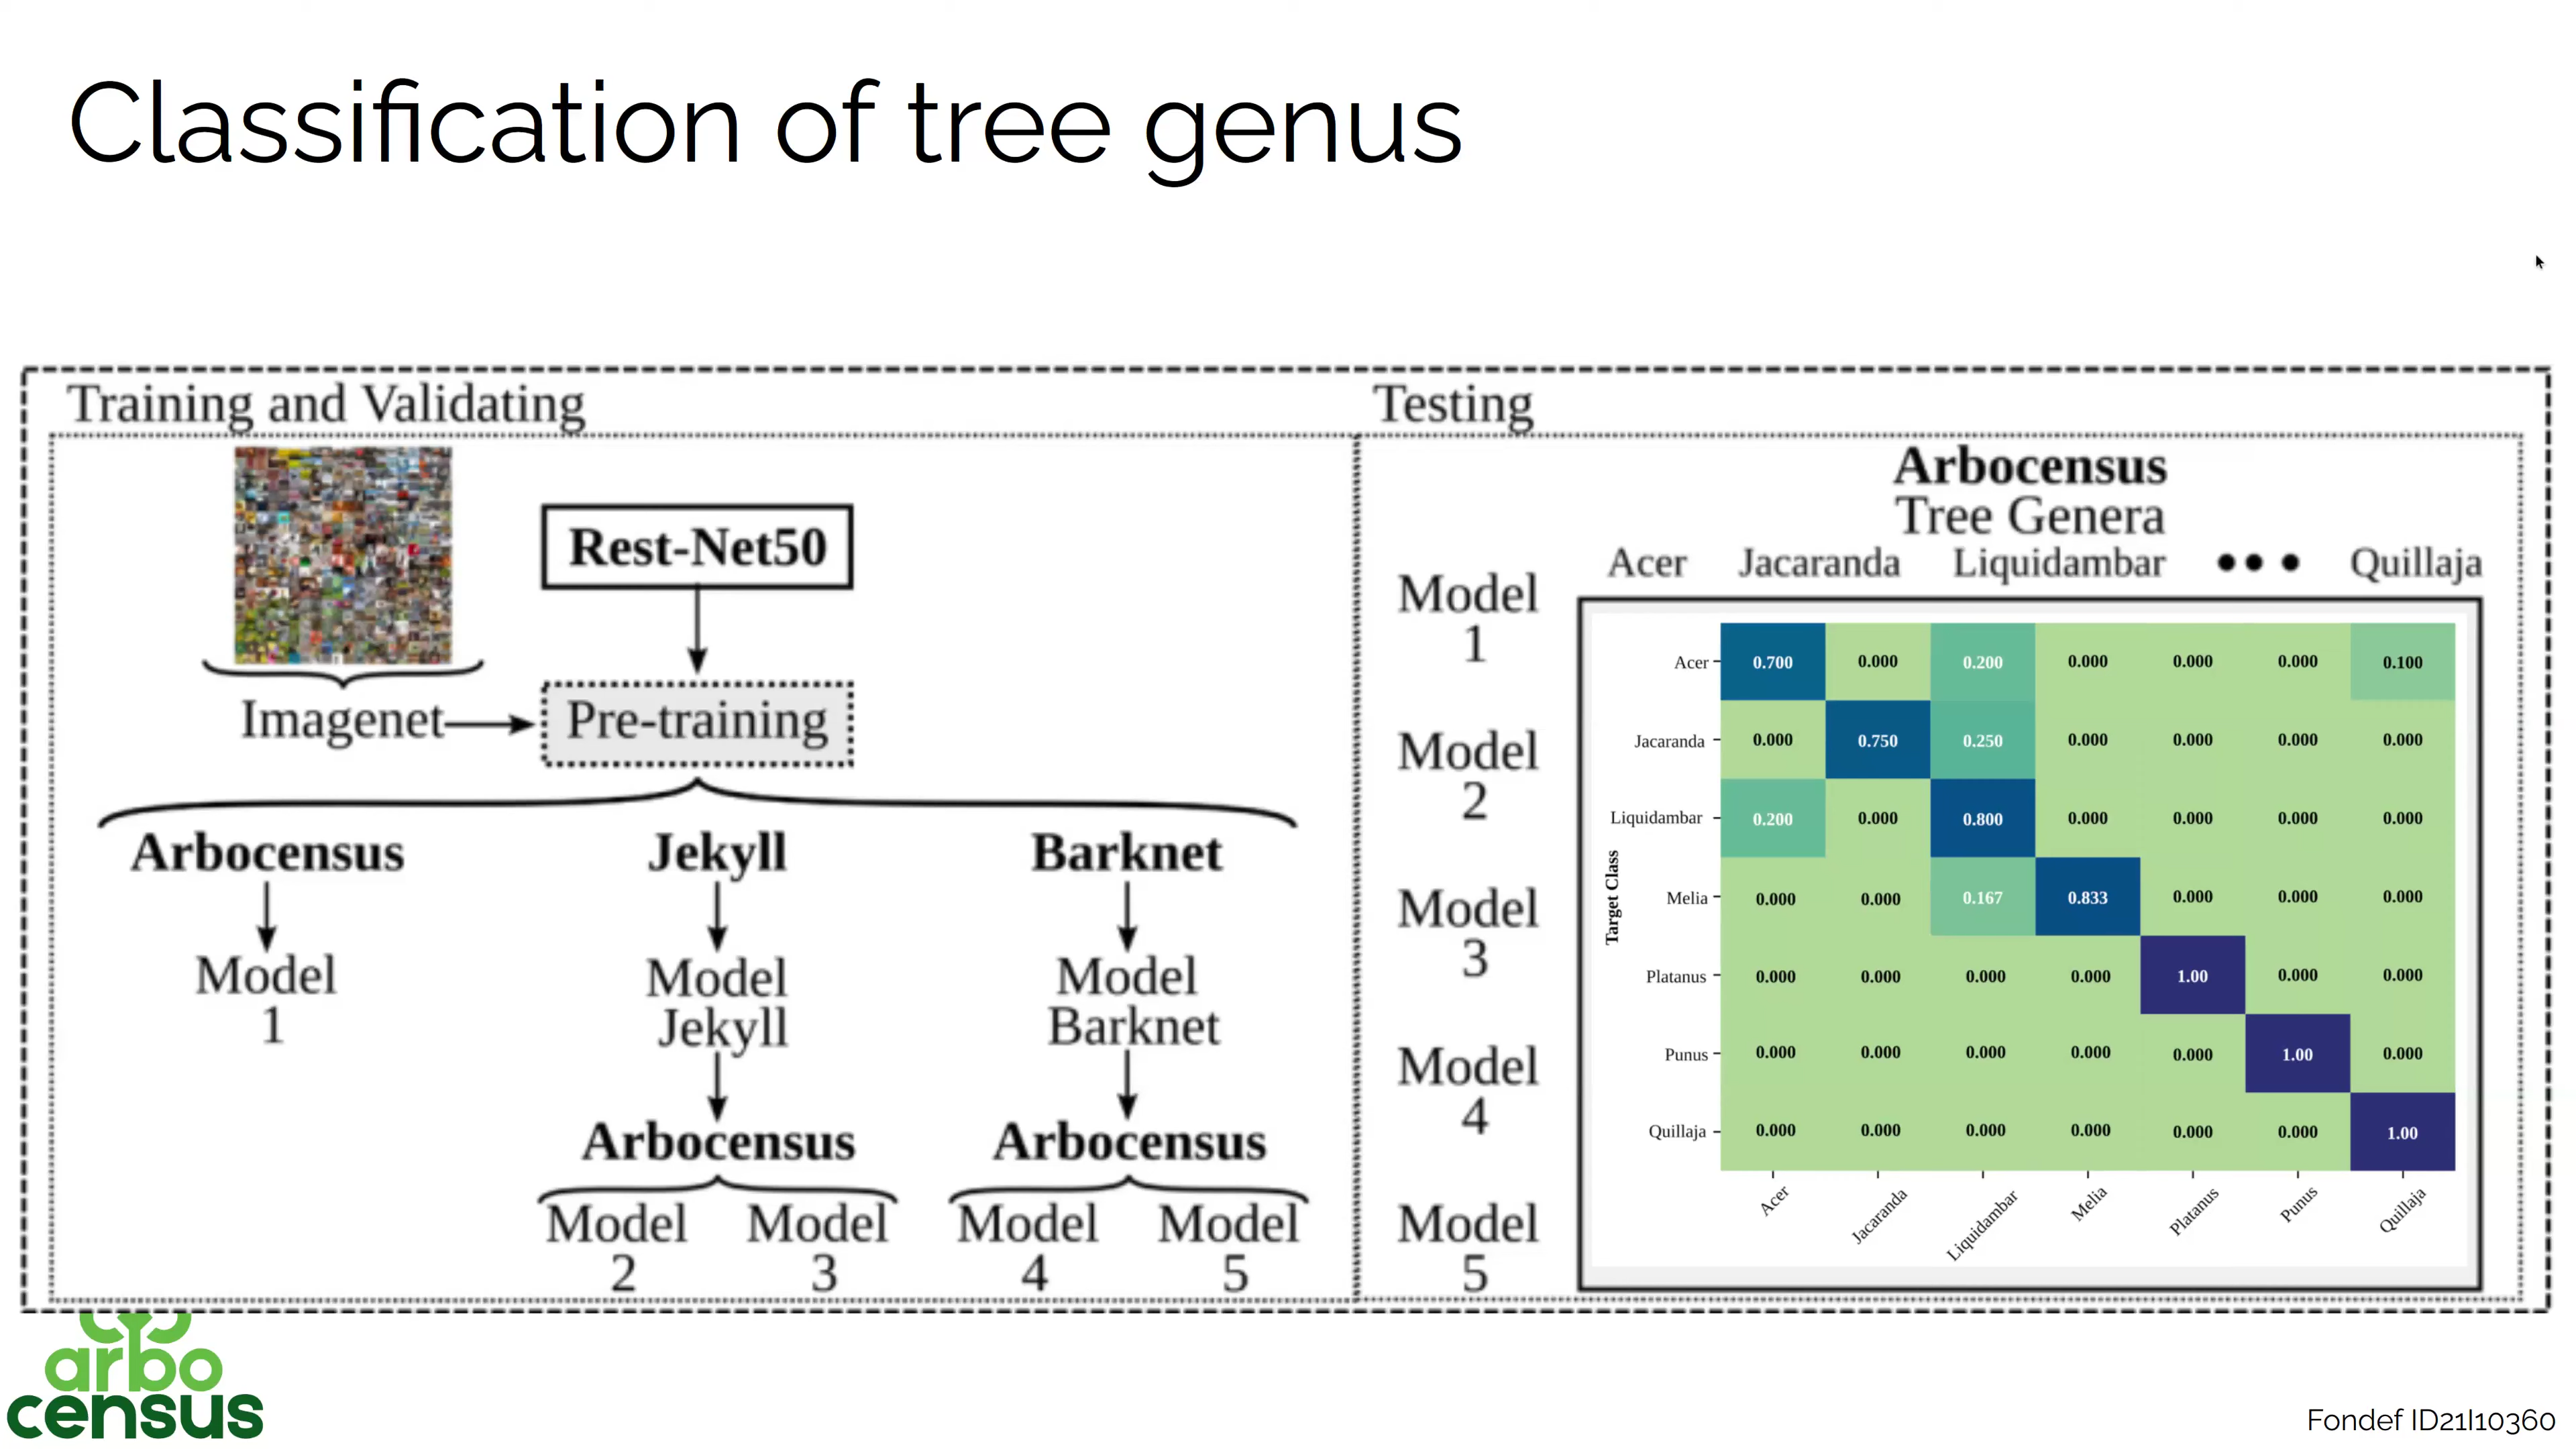 Classification of tree genus
Training and Validating
Rest-Net50
Imagenet
Pre-training
Arbocensus
Jekyll
Barknet
Model
1
Model
Jekyll
Model
Barknet
Arbocensus
Arbocensus
Model
2
Model
3
Model
4
Model
5
Testing
Arbocensus
Tree Genera
Acer Jacaranda Liquidambar ••• Quillaja
Model
1
Model
2
Model
3
Model
4
Model
5
Target Class
Acer 0.700 0.000 0.200 0.000 0.000 0.000 0.100
Jacaranda 0.000 0.750 0.250 0.000 0.000 0.000 0.000
Liquidambar 0.200 0.000 0.800 0.000 0.000 0.000 0.000
Melia 0.000 0.000 0.167 0.833 0.000 0.000 0.000
Platanus 0.000 0.000 0.000 0.000 1.00 0.000 0.000
Punus 0.000 0.000 0.000 0.000 0.000 1.00 0.000
Quillaja 0.000 0.000 0.000 0.000 0.000 0.000 1.00
Acer Jacaranda Liquidambar Melia Platanus Punus Quillaja
arbo
census
Fondef ID21I10360